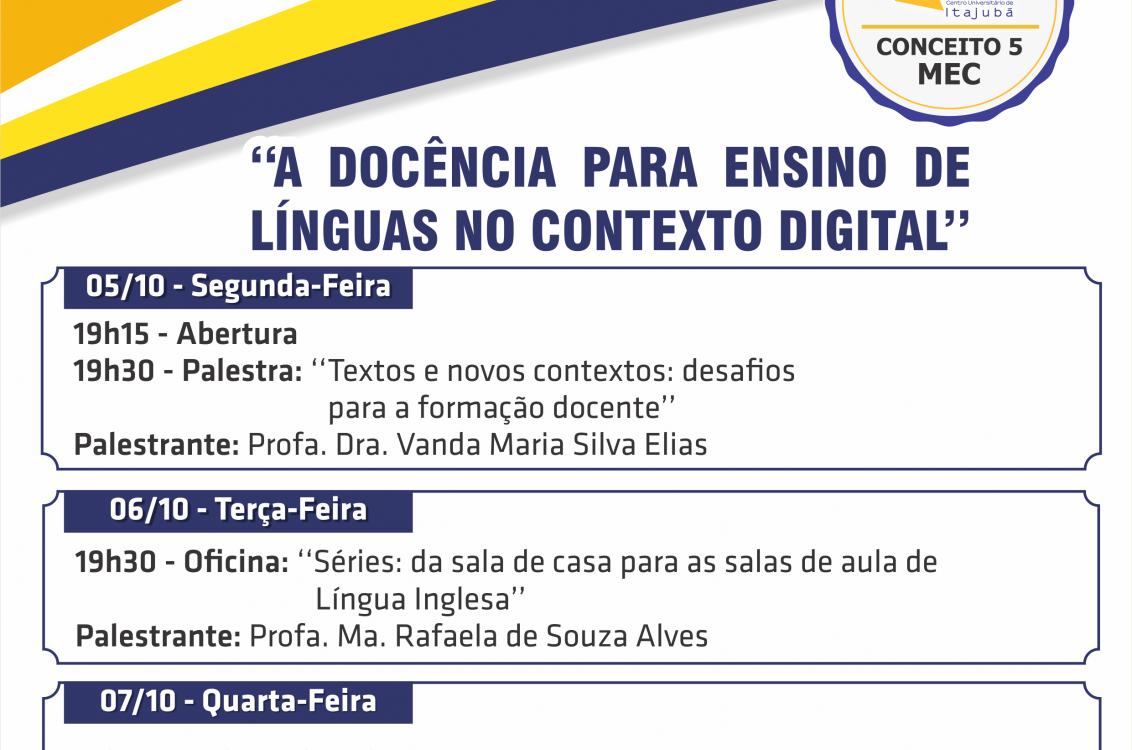 Centro Universitário de
Itajubá
CONCEITO 5
MEC
‘‘A DOCÊNCIA PARA ENSINO DE
LÍNGUAS NO CONTEXTO DIGITAL’’
05/10 - Segunda-Feira
19h15 - Abertura
19h30 - Palestra: ‘‘Textos e novos contextos: desafios
para a formação docente’’
Palestrante: Profa. Dra. Vanda Maria Silva Elias
06/10 - Terça-Feira
19h30 - Oficina: ‘‘Séries: da sala de casa para as salas de aula de
Língua Inglesa’’
Palestrante: Profa. Ma. Rafaela de Souza Alves
07/10 - Quarta-Feira